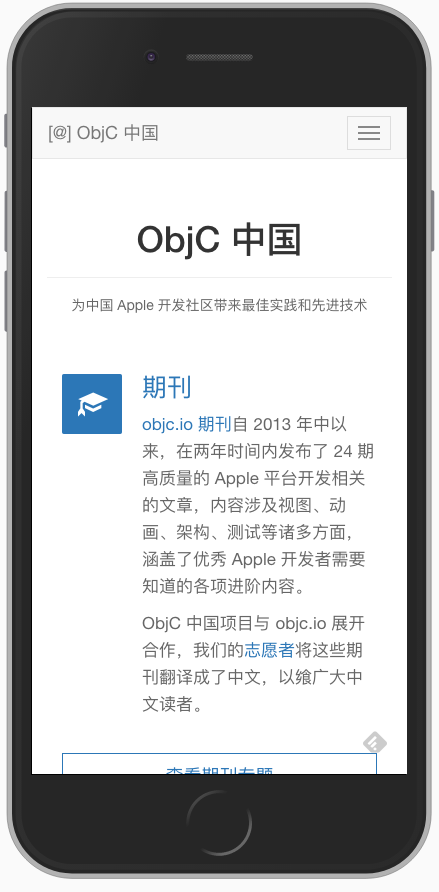 [@] ObjC 中国
ObjC 中国
为中国 Apple 开发社区带来最佳实践和先进技术
期刊
objc.io 期刊自 2013 年中以
来，在两年时间内发布了 24 期
高质量的 Apple 平台开发相关
的文章，内容涉及视图、动
画、架构、测试等诸多方面，
涵盖了优秀 Apple 开发者需要
知道的各项进阶内容。
ObjC 中国项目与 objc.io 展开
合作，我们的志愿者将这些期
刊翻译成了中文，以飨广大中
文读者。
查看期刊专题